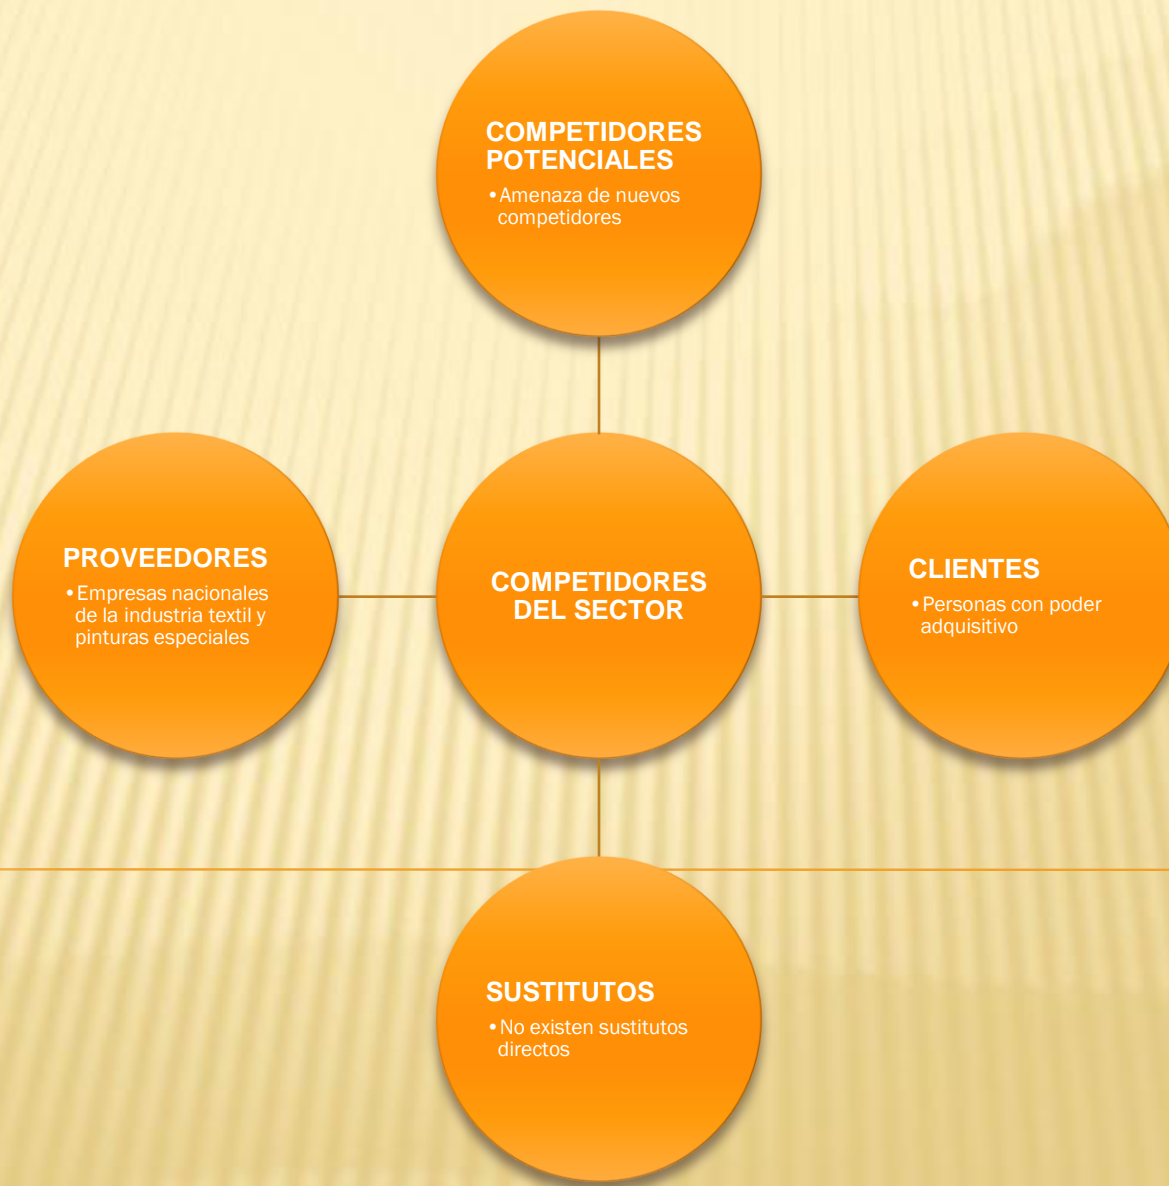 COMPETIDORES
POTENCIALES
•Amenaza de nuevos
competidores
PROVEEDORES
•Empresas nacionales
de la industria textil y
pinturas especiales
COMPETIDORES
DEL SECTOR
CLIENTES
•Personas con poder
adquisitivo
SUSTITUTOS
•No existen sustitutos
directos